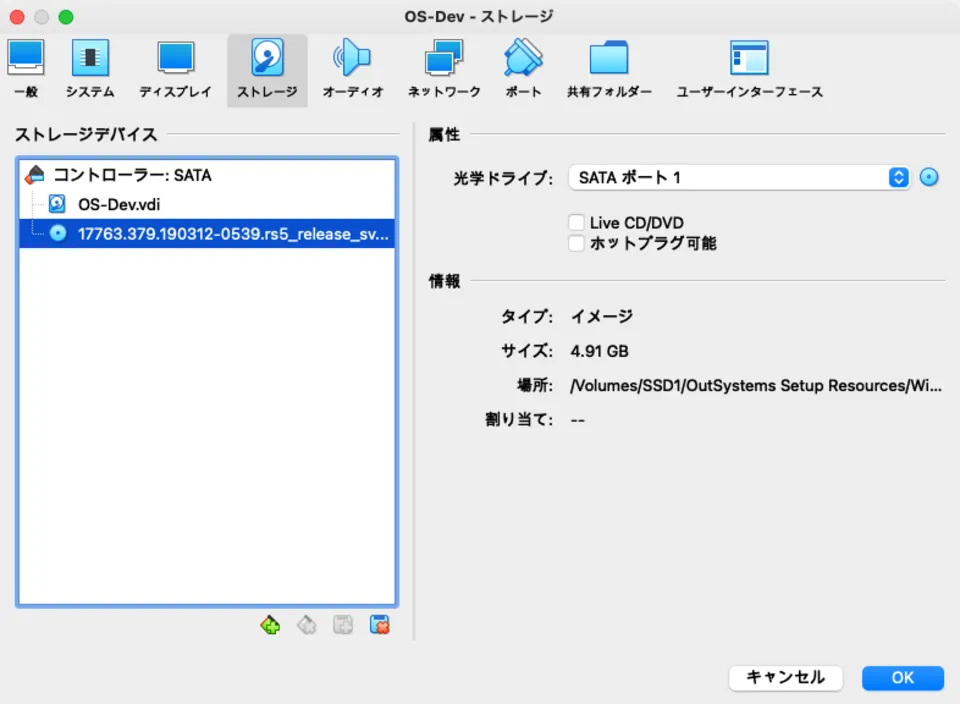 OS-Dev - ストレージ
一般 システム ディスプレイ ストレージ オーディオ ネットワーク ポート 共有フォルダー ユーザーインターフェース
ストレージデバイス
コントローラー: SATA
OS-Dev.vdi
17763.379.190312-0539.rs5_release_sv...
属性
光学ドライブ: SATA ポート 1
Live CD/DVD
ホットプラグ可能
情報
タイプ: イメージ
サイズ: 4.91 GB
場所: /Volumes/SSD1/OutSystems Setup Resources/Wi...
割り当て: --
キャンセル OK